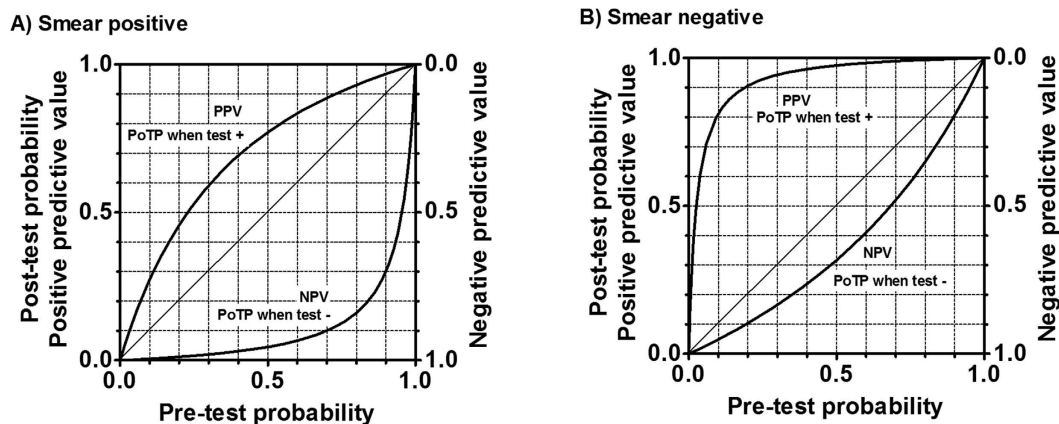 A) Smear positive
Post-test probability
Positive predictive value
1.0
0.5
0.0
PPV
PoTP when test +
NPV
PoTP when test -
0.0
0.5
1.0
Negative predictive value
0.0
0.5
1.0
Pre-test probability
B) Smear negative
Post-test probability
Positive predictive value
1.0
0.5
0.0
PPV
PoTP when test +
NPV
PoTP when test -
0.0
0.5
1.0
Negative predictive value
0.0
0.5
1.0
Pre-test probability